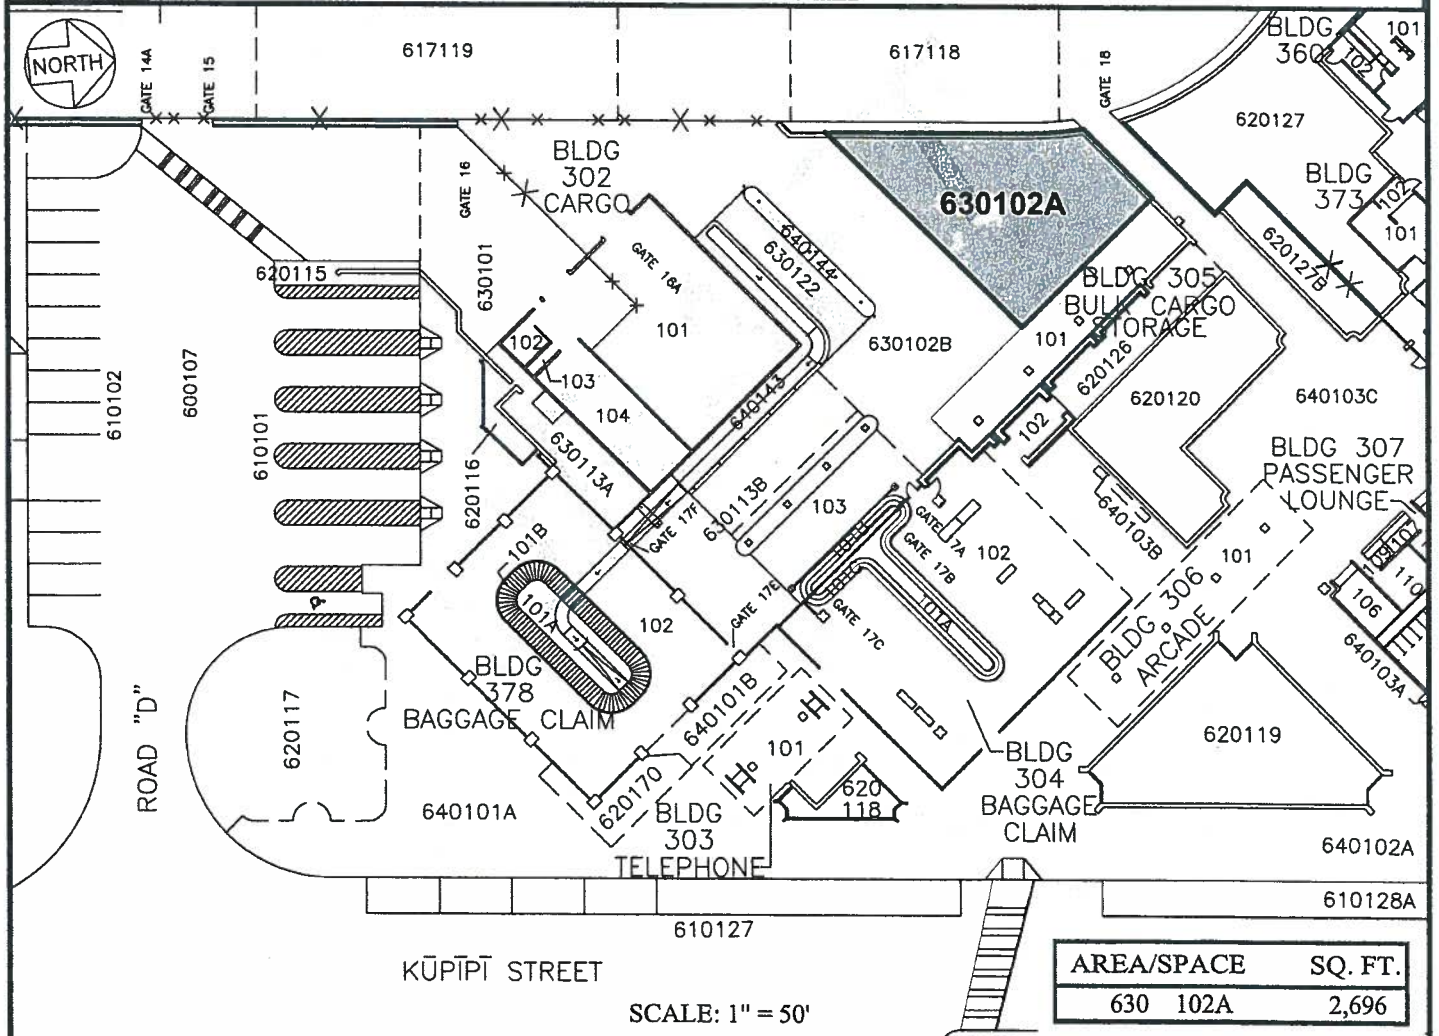 NORTH
GATE 14A
GATE 15
617119
617118
GATE 18
BLDG
360
101
102
620127
BLDG
373
102
101
620127B
GATE 16
BLDG
302
CARGO
630102A
640144
630122
GATE 16A
620115
630101
101
102
103
104
630102B
BLDG 305
BULK CARGO
STORAGE
101
620126
620120
640103C
102
610102
600107
610101
620116
630113A
640143
630113B
103
GATE 17F
GATE 17A
GATE 17B
102
640103B
BLDG 307
PASSENGER
LOUNGE
101
109
110
106
640103A
101B
101A
102
GATE 17E
GATE 17C
101A
BLDG 306
ARCADE
BLDG
378
BAGGAGE CLAIM
640101B
101
620170
620117
ROAD "D"
640101A
BLDG
303
TELEPHONE
620
118
BLDG
304
BAGGAGE
CLAIM
620119
640102A
610128A
610127
KŪPĪPĪ STREET
SCALE: 1" = 50'
AREA/SPACE SQ. FT.
630 102A 2,696